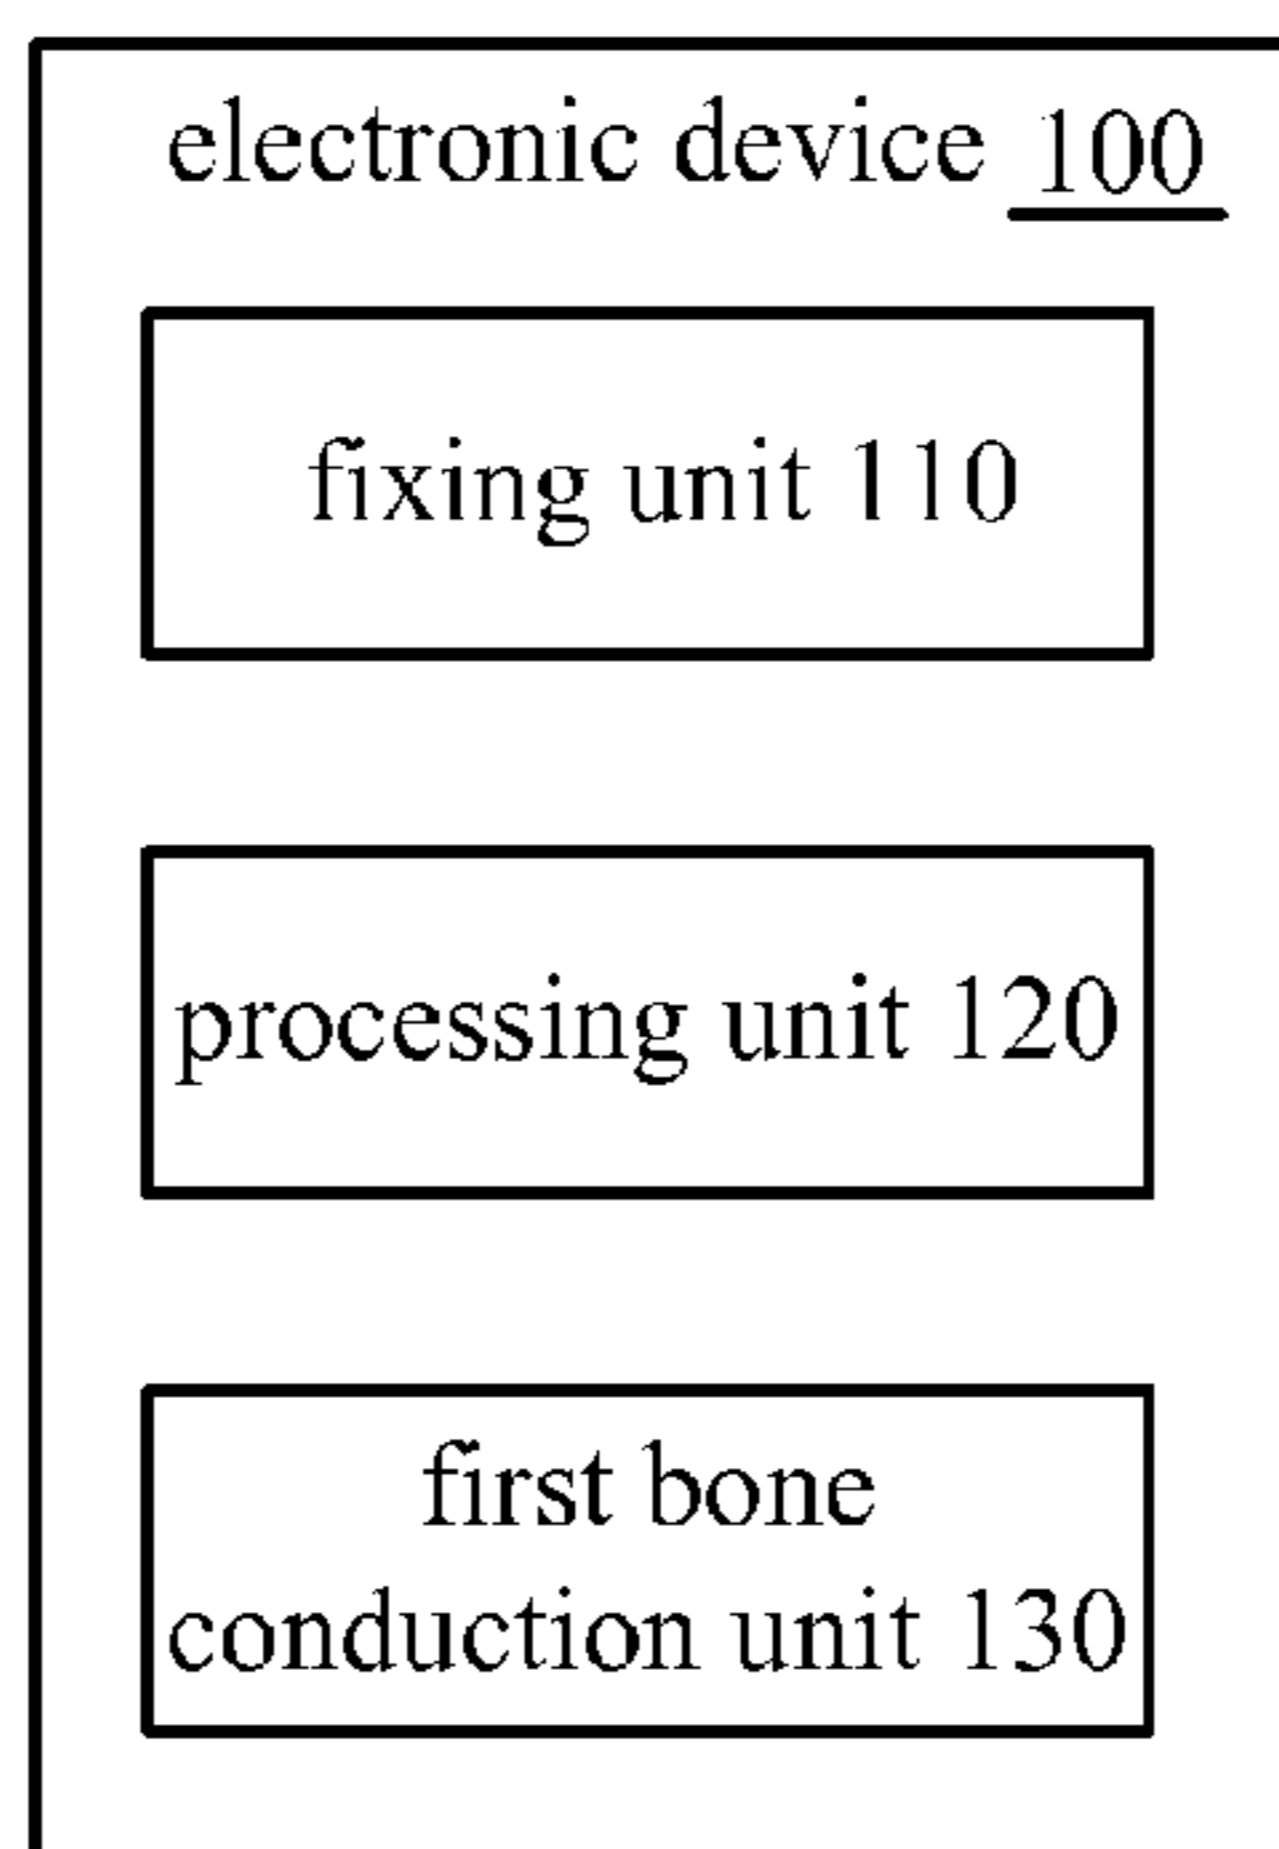 electronic device 100
fixing unit 110
processing unit 120
first bone
conduction unit 130